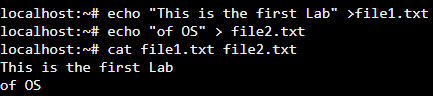 localhost:~# echo "This is the first Lab" >file1.txt
localhost:~# echo "of OS" > file2.txt
localhost:~# cat file1.txt file2.txt
This is the first Lab
of OS